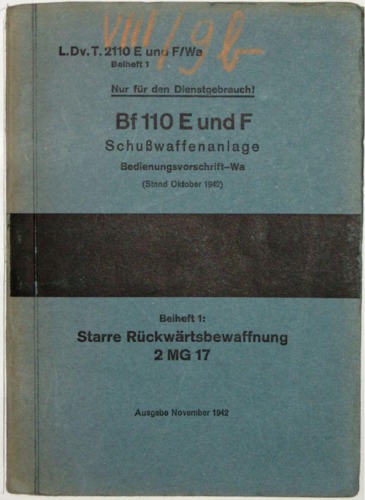 VIII/9b
L.Dv.T. 2110 E und F/Wa
Beiheft 1
Nur für den Dienstgebrauch!
Bf 110 E und F
Schußwaffenanlage
Bedienungsvorschrift–Wa
(Stand Oktober 1942)
Beiheft 1:
Starre Rückwärtsbewaffnung
2 MG 17
Ausgabe November 1942